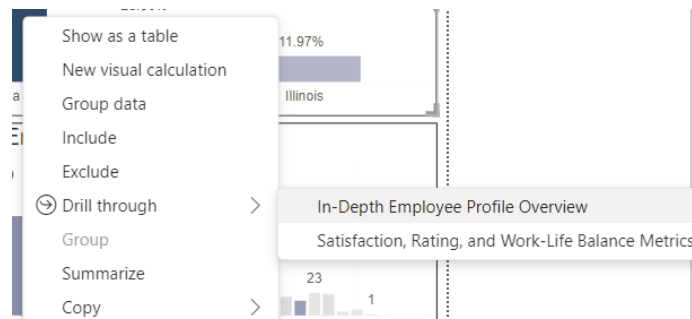 Show as a table
11.97%
New visual calculation
Group data
Illinois
Include
Exclude
Drill through
In-Depth Employee Profile Overview
Group
Satisfaction, Rating, and Work-Life Balance Metrics
Summarize
23
Copy
1